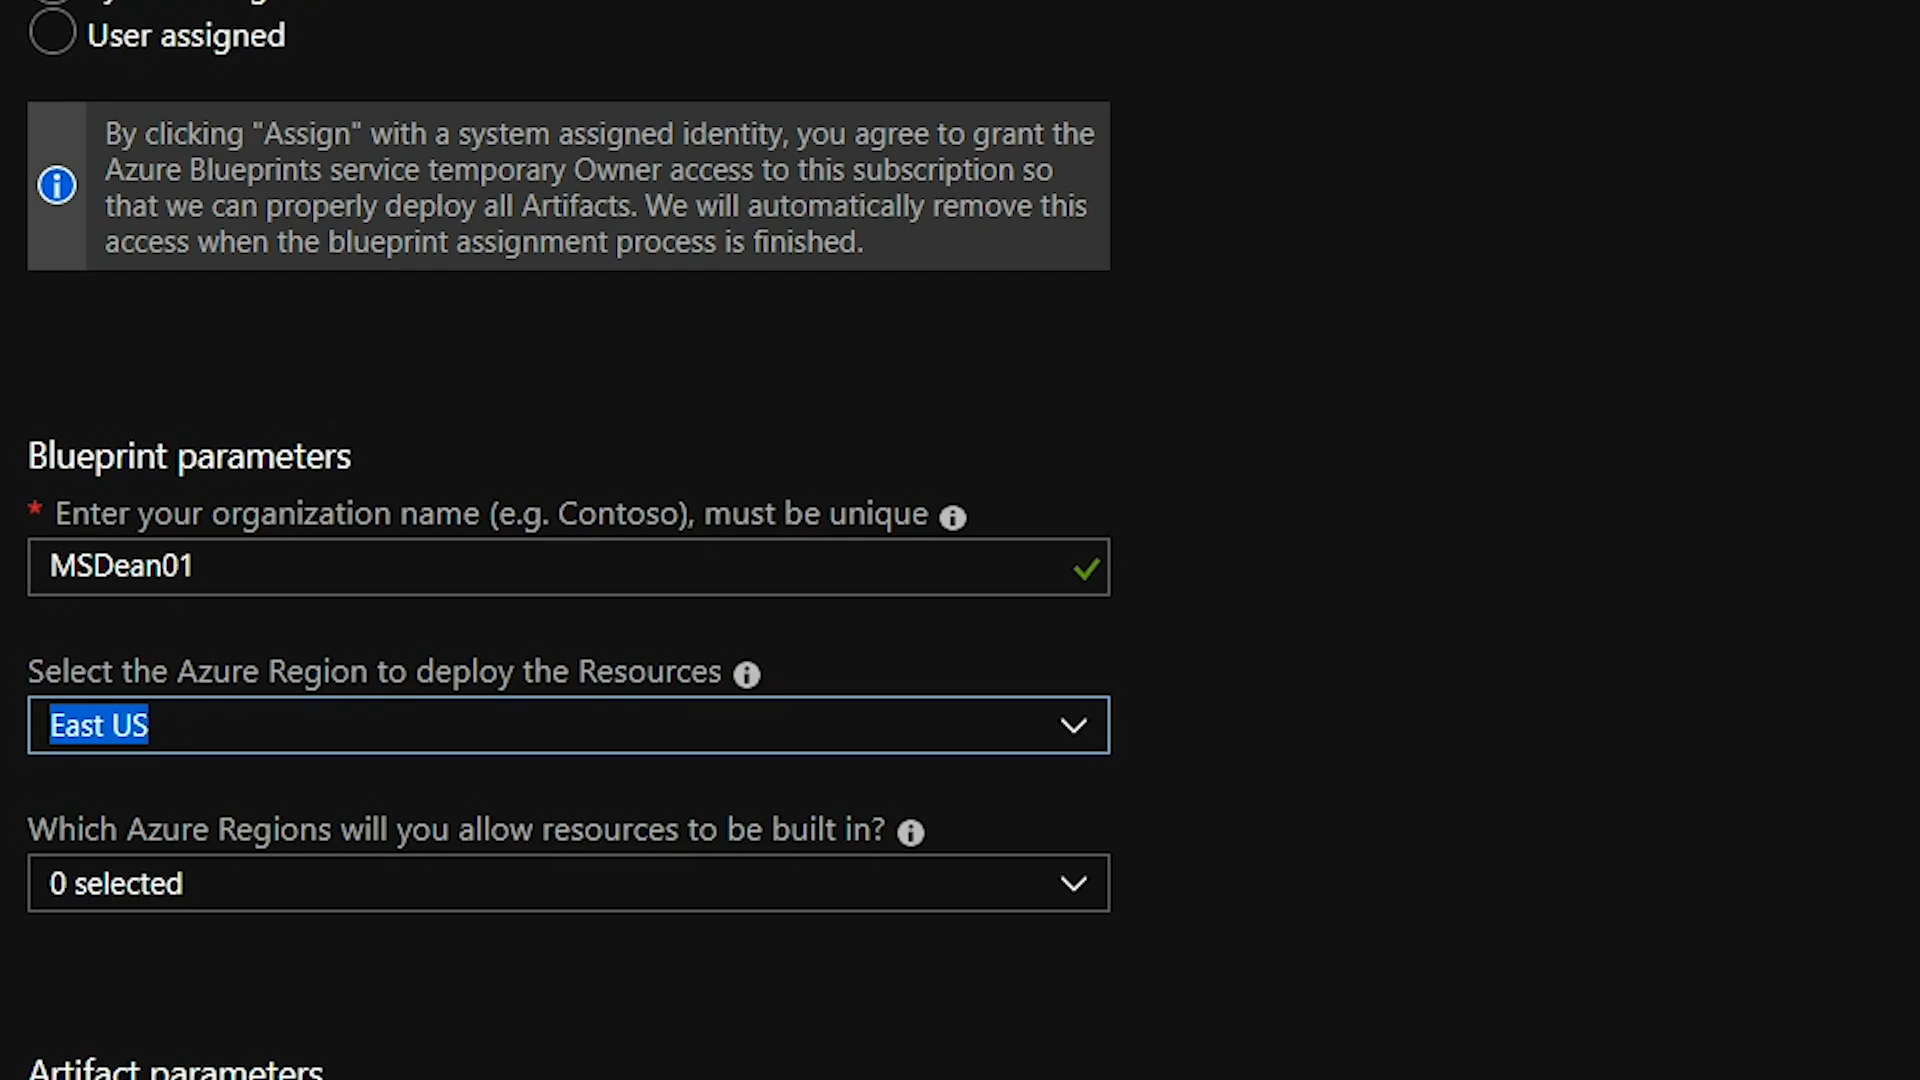 User assigned
By clicking "Assign" with a system assigned identity, you agree to grant the
Azure Blueprints service temporary Owner access to this subscription so
that we can properly deploy all Artifacts. We will automatically remove this
access when the blueprint assignment process is finished.
Blueprint parameters
* Enter your organization name (e.g. Contoso), must be unique
MSDean01
Select the Azure Region to deploy the Resources
East US
Which Azure Regions will you allow resources to be built in?
0 selected
Artifact parameters